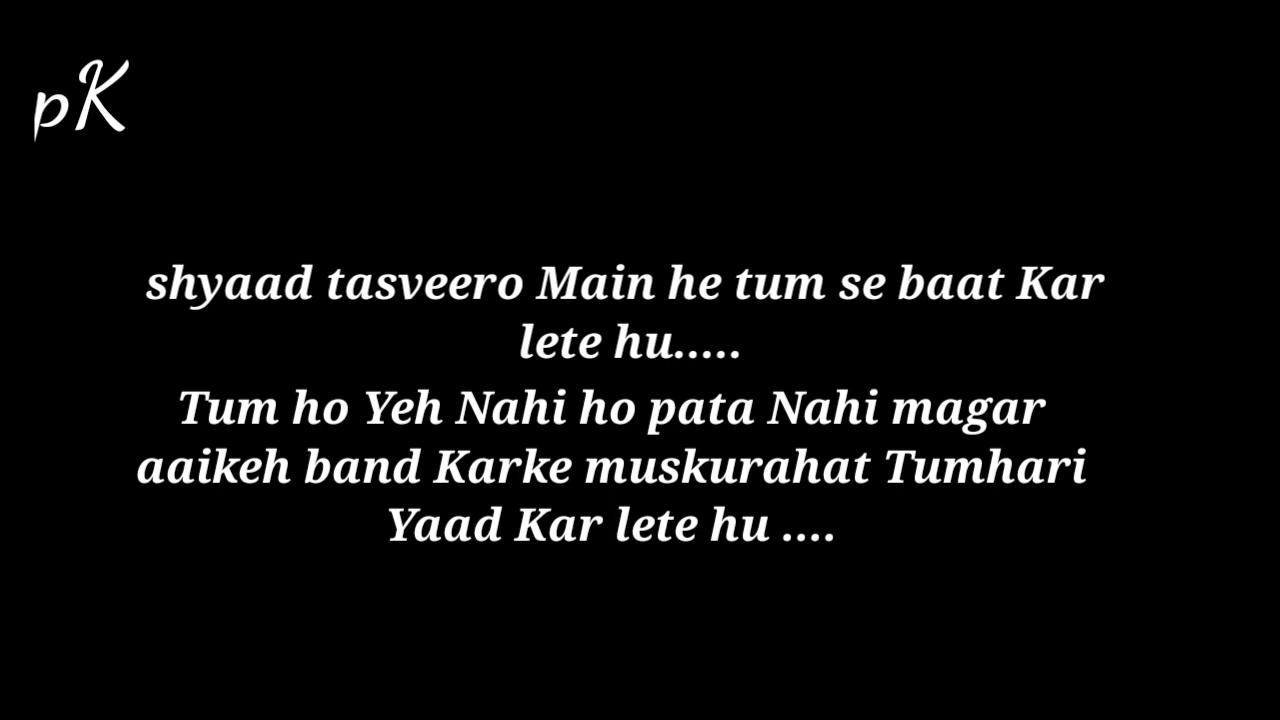 pK
shyaad tasveero Main he tum se baat Kar
lete hu.....
Tum ho Yeh Nahi ho pata Nahi magar
aaikeh band Karke muskurahat Tumhari
Yaad Kar lete hu ....